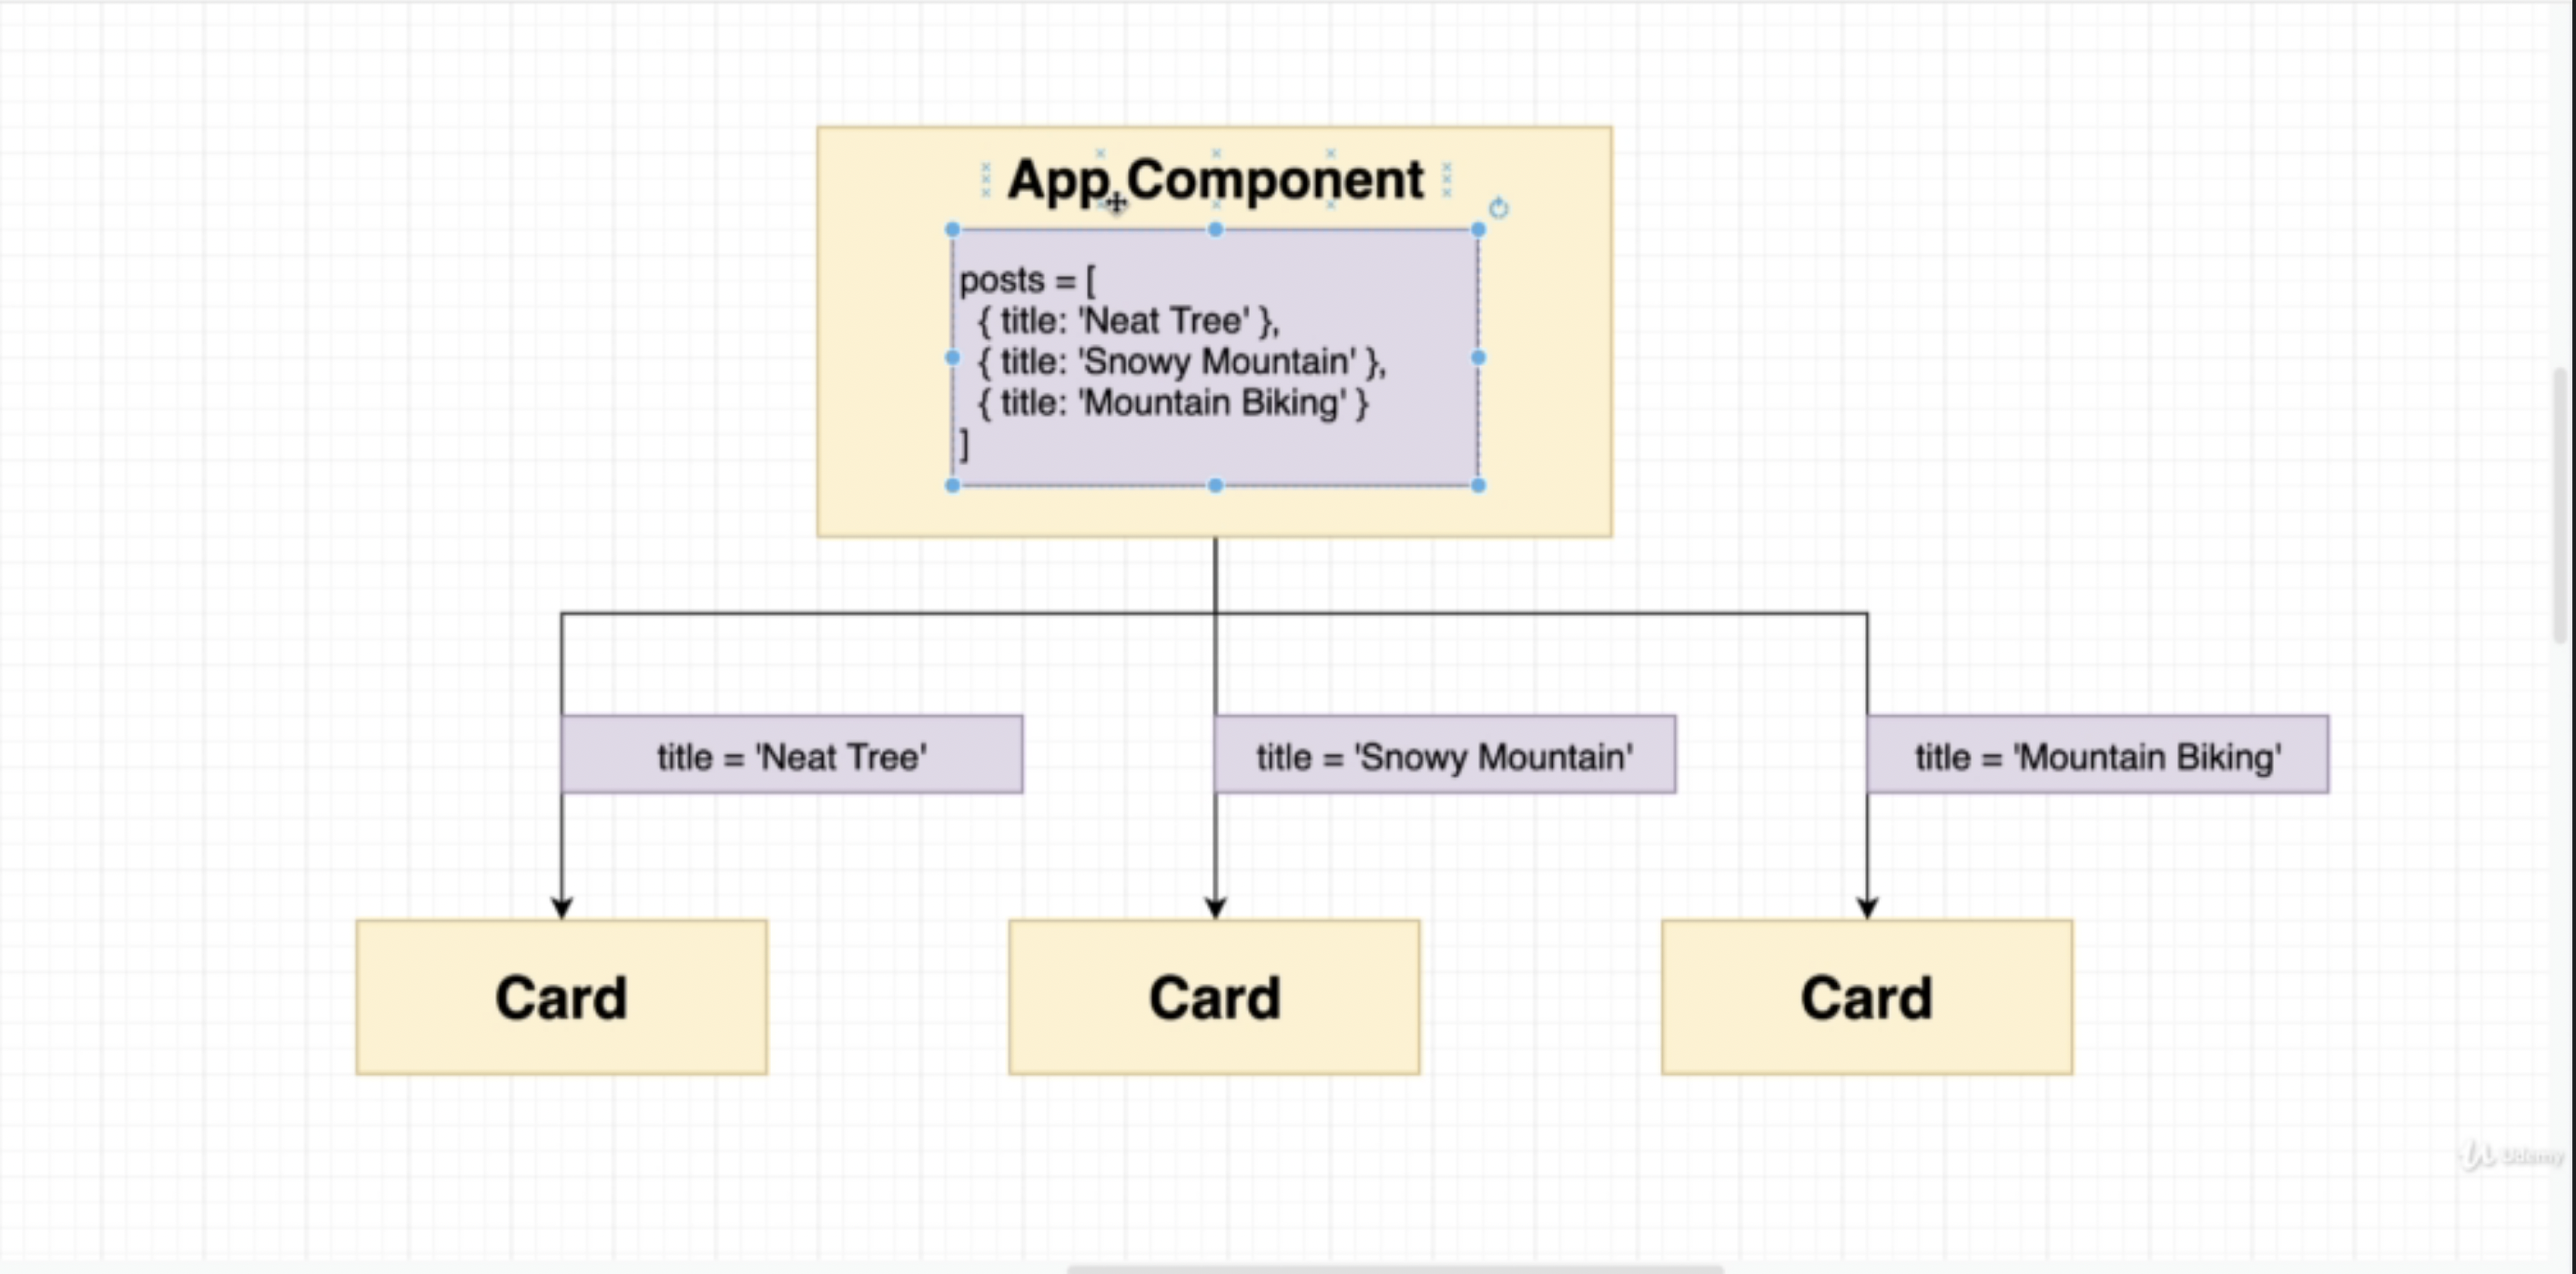 App Component
posts = [
{ title: 'Neat Tree' },
{ title: 'Snowy Mountain' },
{ title: 'Mountain Biking' }
]
title = 'Neat Tree'
title = 'Snowy Mountain'
title = 'Mountain Biking'
Card
Card
Card
Udemy